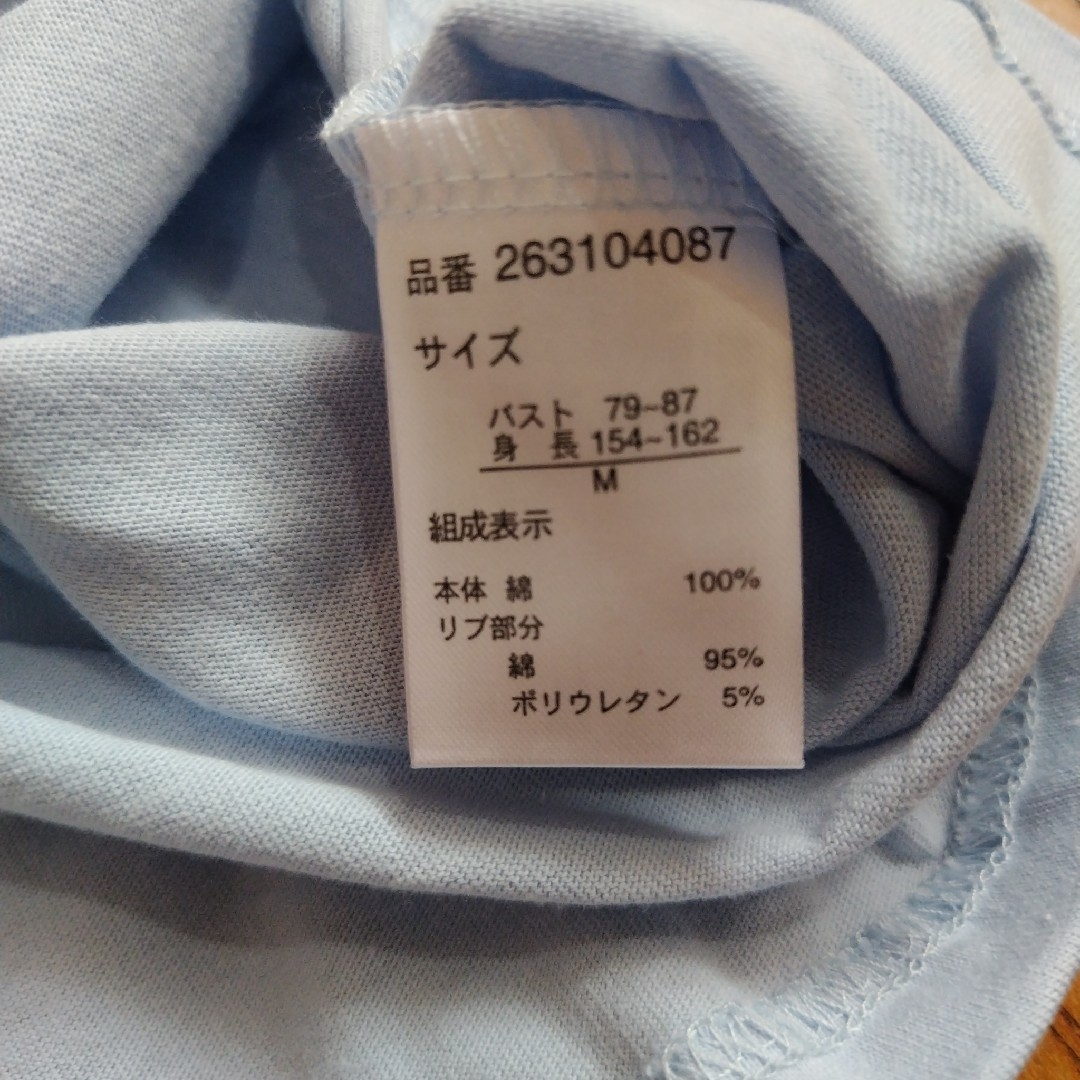 品番 263104087
サイズ
バスト 79~87
身 長 154~162
M
組成表示
本体 綿 100%
リブ部分
綿 95%
ポリウレタン 5%